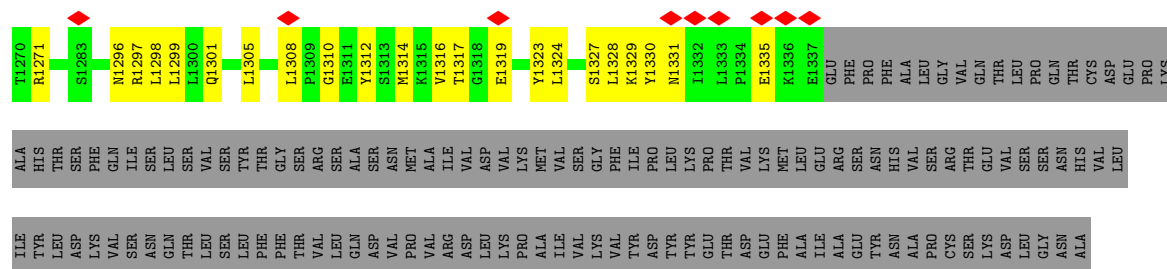 T1270 R1271 S1283 N1296 R1297 L1298 L1299 L1300 Q1301 L1305 L1308 P1309 G1310 E1311 Y1312 S1313 M1314 K1315 V1316 T1317 G1318 E1319 Y1323 L1324 S1327 L1328 K1329 Y1330 N1331 I1332 L1333 P1334 E1335 K1336 E1337 GLU PHE PRO PHE ALA LEU GLY VAL GLN THR LEU PRO GLN THR CYS ASP GLU PRO LYS
ALA HIS THR SER PHE GLN ILE SER LEU SER VAL SER TYR THR GLY SER ARG SER ALA SER ASN MET ALA ILE VAL ASP VAL LYS MET VAL SER GLY PHE ILE PRO LEU LYS PRO THR VAL LYS MET LEU GLU ARG SER ASN HIS VAL SER ARG THR GLU VAL SER SER ASN HIS VAL LEU
ILE TYR LEU ASP LYS VAL SER ASN GLN THR LEU SER LEU PHE PHE THR VAL LEU GLN ASP VAL PRO VAL ARG ASP LEU LYS PRO ALA ILE VAL LYS VAL TYR ASP TYR TYR GLU THR ASP GLU PHE ALA ILE ALA GLU TYR ASN ALA PRO CYS SER LYS ASP LEU GLY ASN ALA